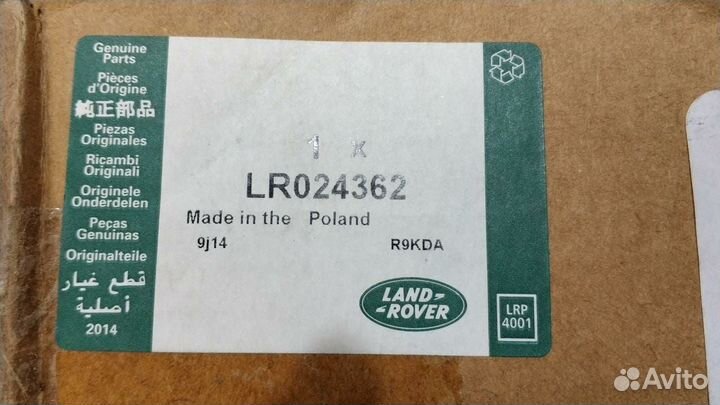 Genuine
Parts
Pièces
d'Origine
純正部品
Piezas
Originales
Ricambi
Originali
Originele
Onderdelen
Peças
Genuinas
Originalteile
قطع غيار
أصلية
2014
1 x
LR024362
Made in the Poland
9j14 R9KDA
LAND-
-ROVER
LRP
4001
Avito